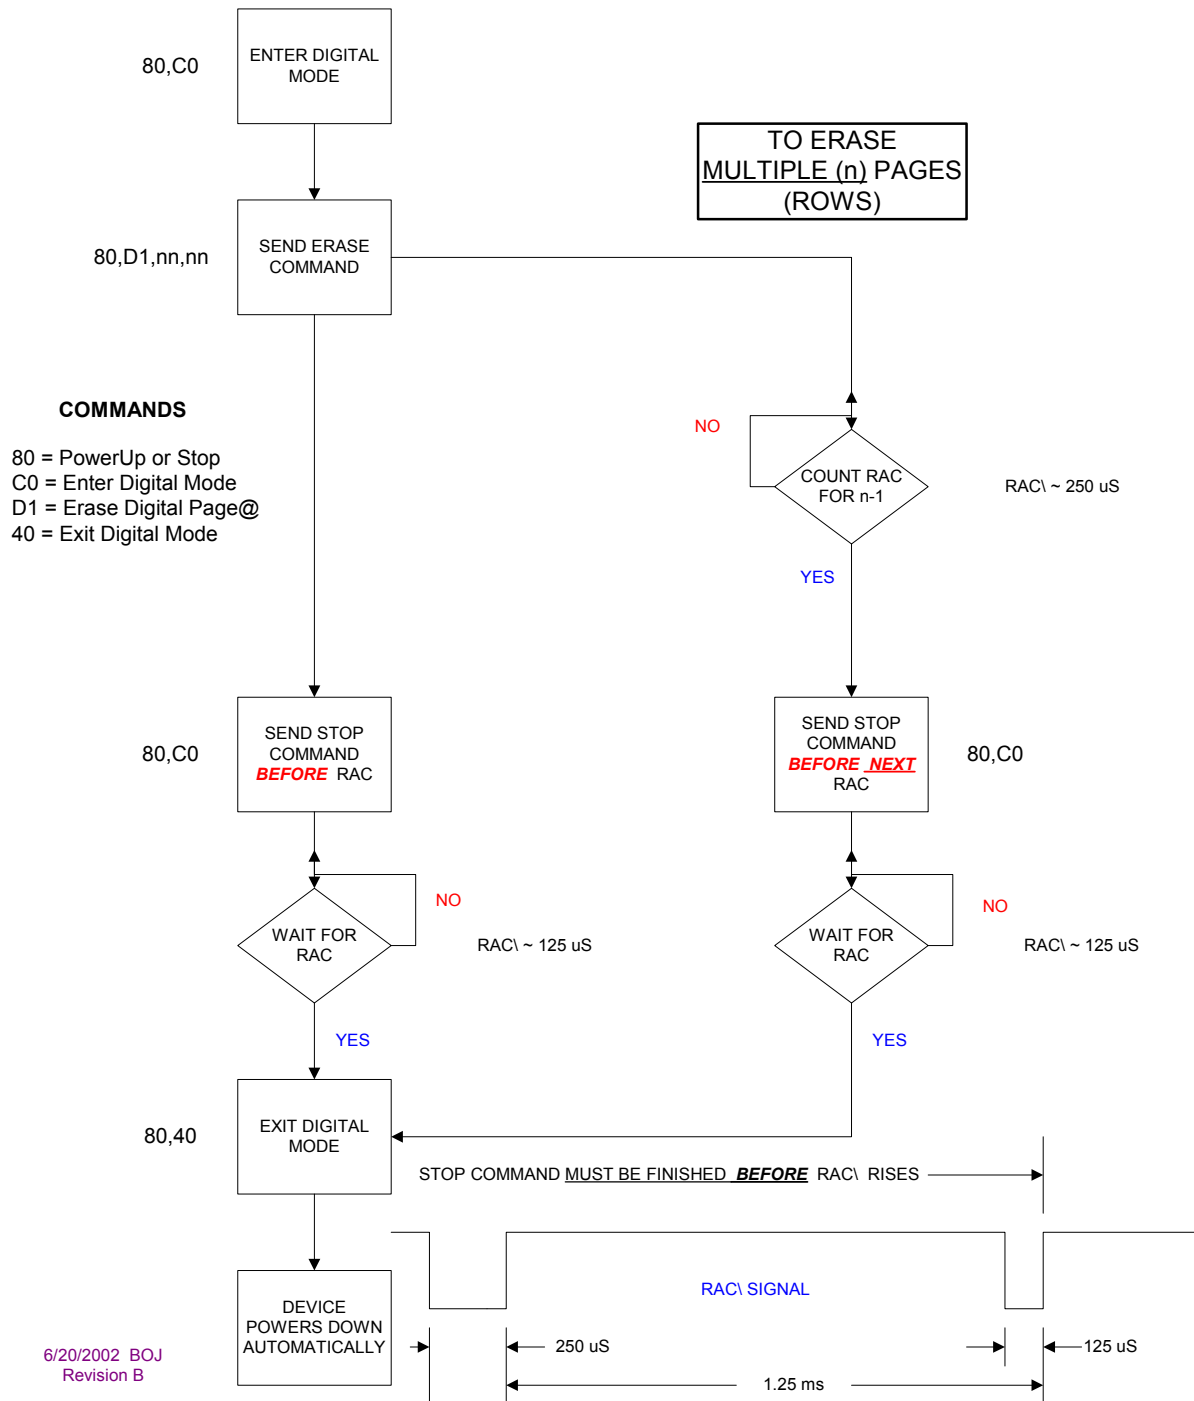 80,C0
ENTER DIGITAL
MODE
TO ERASE
MULTIPLE (n) PAGES
(ROWS)
80,D1,nn,nn
SEND ERASE
COMMAND
COMMANDS
80 = PowerUp or Stop
C0 = Enter Digital Mode
D1 = Erase Digital Page@
40 = Exit Digital Mode
NO
COUNT RAC
FOR n-1
RAC\ ~ 250 uS
YES
80,C0
SEND STOP
COMMAND
BEFORE RAC
SEND STOP
COMMAND
BEFORE NEXT
RAC
80,C0
WAIT FOR
RAC
NO
RAC\ ~ 125 uS
YES
WAIT FOR
RAC
NO
RAC\ ~ 125 uS
YES
80,40
EXIT DIGITAL
MODE
STOP COMMAND MUST BE FINISHED BEFORE RAC\ RISES
RAC\ SIGNAL
DEVICE
POWERS DOWN
AUTOMATICALLY
250 uS
125 uS
1.25 ms
6/20/2002 BOJ
Revision B